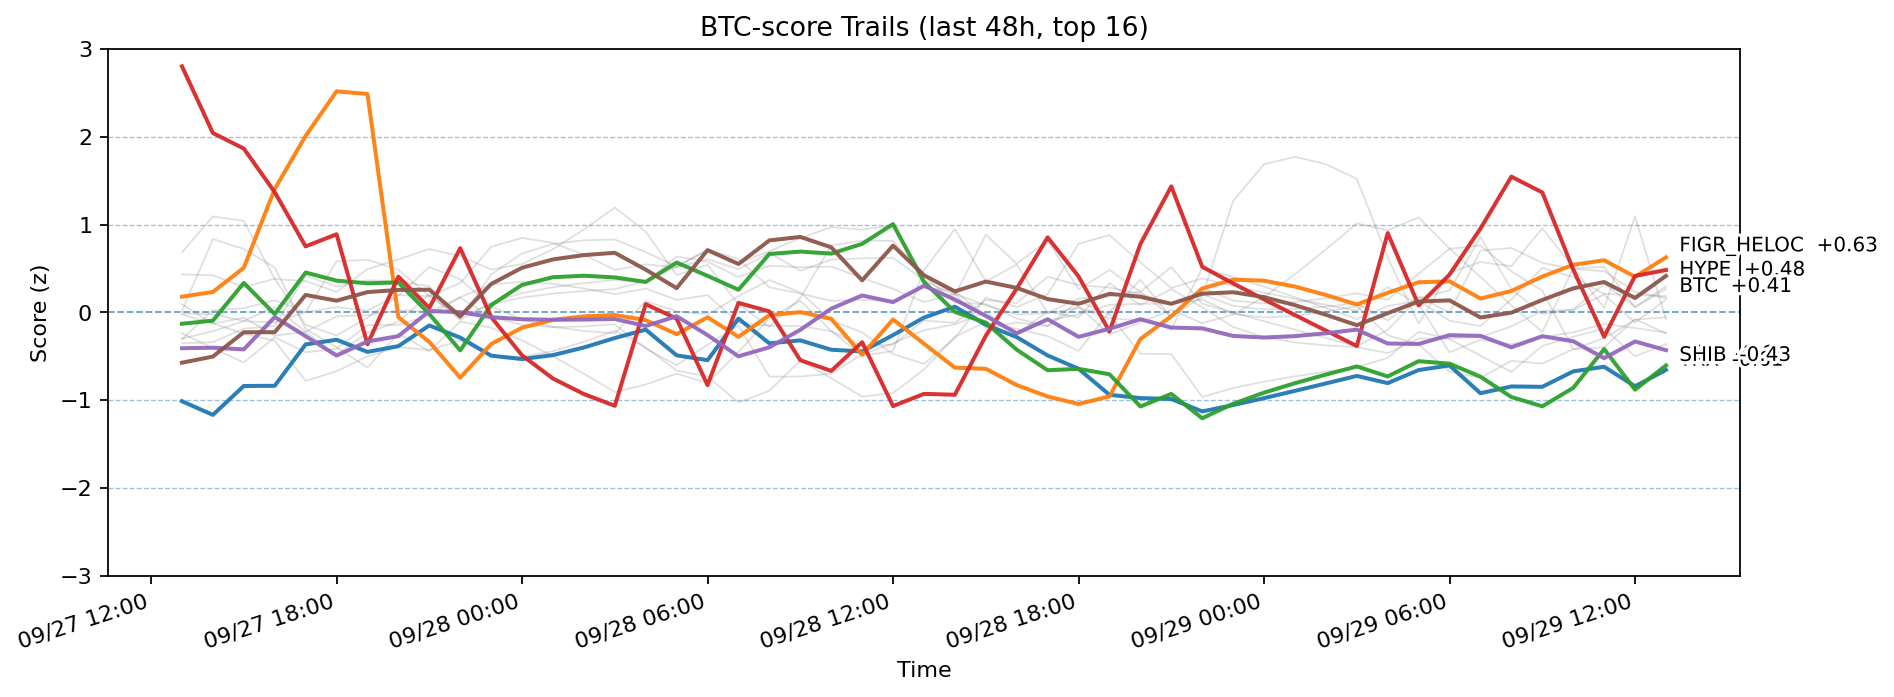 BTC-score Trails (last 48h, top 16)
Score (z)
3
2
1
0
−1
−2
−3
FIGR_HELOC +0.63
HYPE +0.48
BTC +0.41
SHIB −0.43
09/27 12:00
09/27 18:00
09/28 00:00
09/28 06:00
09/28 12:00
09/28 18:00
09/29 00:00
09/29 06:00
09/29 12:00
Time